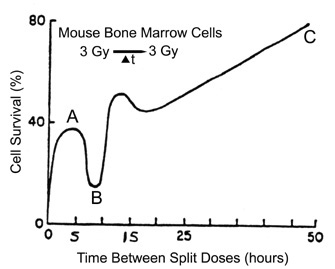 Mouse Bone Marrow Cells
3 Gy 3 Gy
▲t
80
C
A
40
B
0
0 5 15 25 50
Cell Survival (%)
Time Between Split Doses (hours)